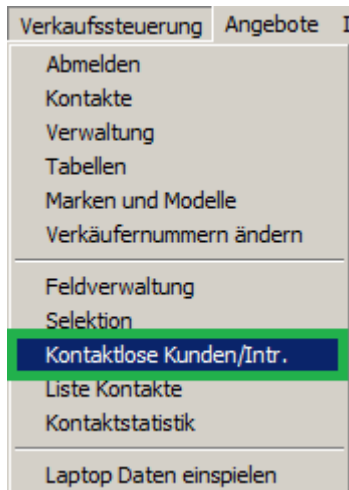 Verkaufssteuerung Angebote
Abmelden
Kontakte
Verwaltung
Tabellen
Marken und Modelle
Verkäufernummern ändern
Feldverwaltung
Selektion
Kontaktlose Kunden/Intr.
Liste Kontakte
Kontaktstatistik
Laptop Daten einspielen